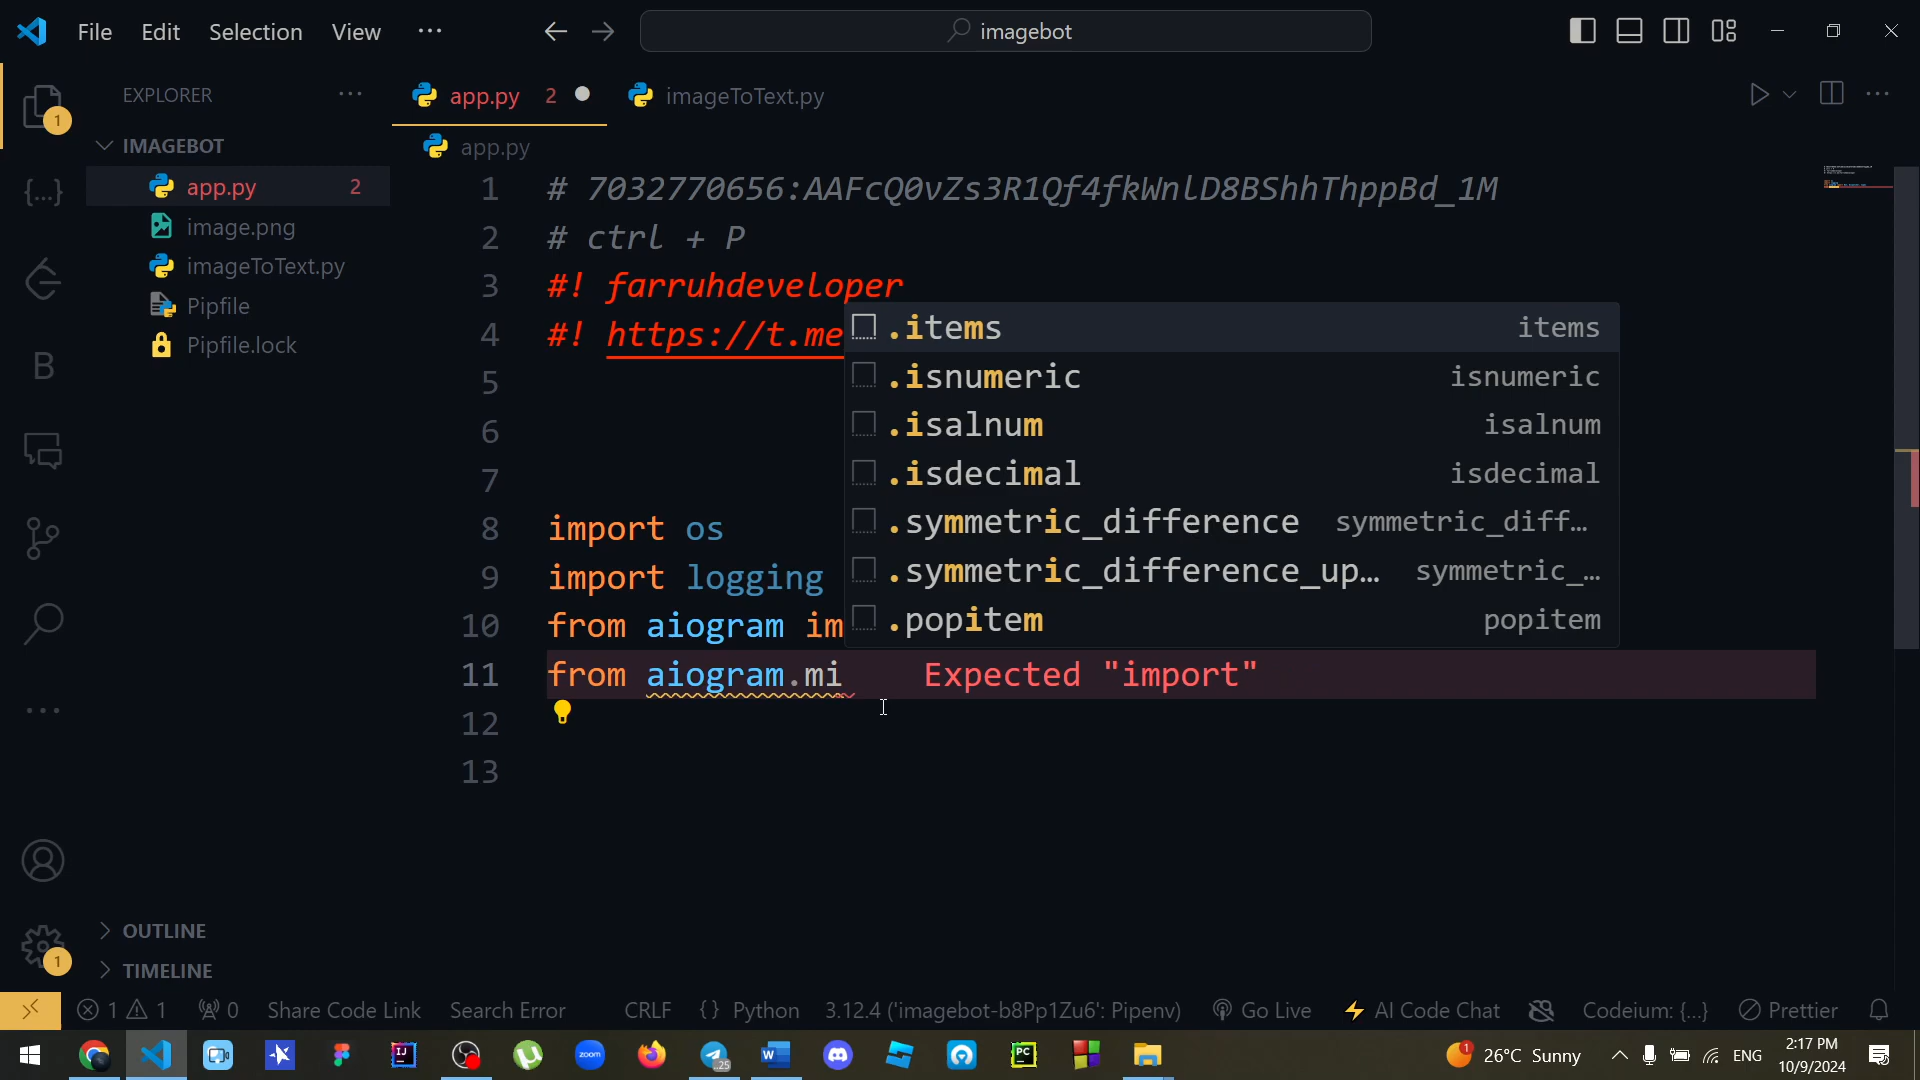 File Edit Selection View ···
imagebot
EXPLORER ···
IMAGEBOT
app.py 2
image.png
imageToText.py
Pipfile
Pipfile.lock
OUTLINE
TIMELINE
app.py 2 imageToText.py
app.py
1 # 7032770656:AAFcQ0vZs3R1Qf4fkWnlD8BShhThppBd_1M
2 # ctrl + P
3 #! farruhdeveloper
4 #! https://t.me
5
6
7
8 import os
9 import logging
10 from aiogram im
11 from aiogram.mi Expected "import"
12
13
.items items
.isnumeric isnumeric
.isalnum isalnum
.isdecimal isdecimal
.symmetric_difference symmetric_diff…
.symmetric_difference_up… symmetric_…
.popitem popitem
1 1 0 Share Code Link Search Error CRLF {} Python 3.12.4 ('imagebot-b8Pp1Zu6': Pipenv) Go Live AI Code Chat Codeium: {...} Prettier
26°C Sunny ENG 2:17 PM
10/9/2024